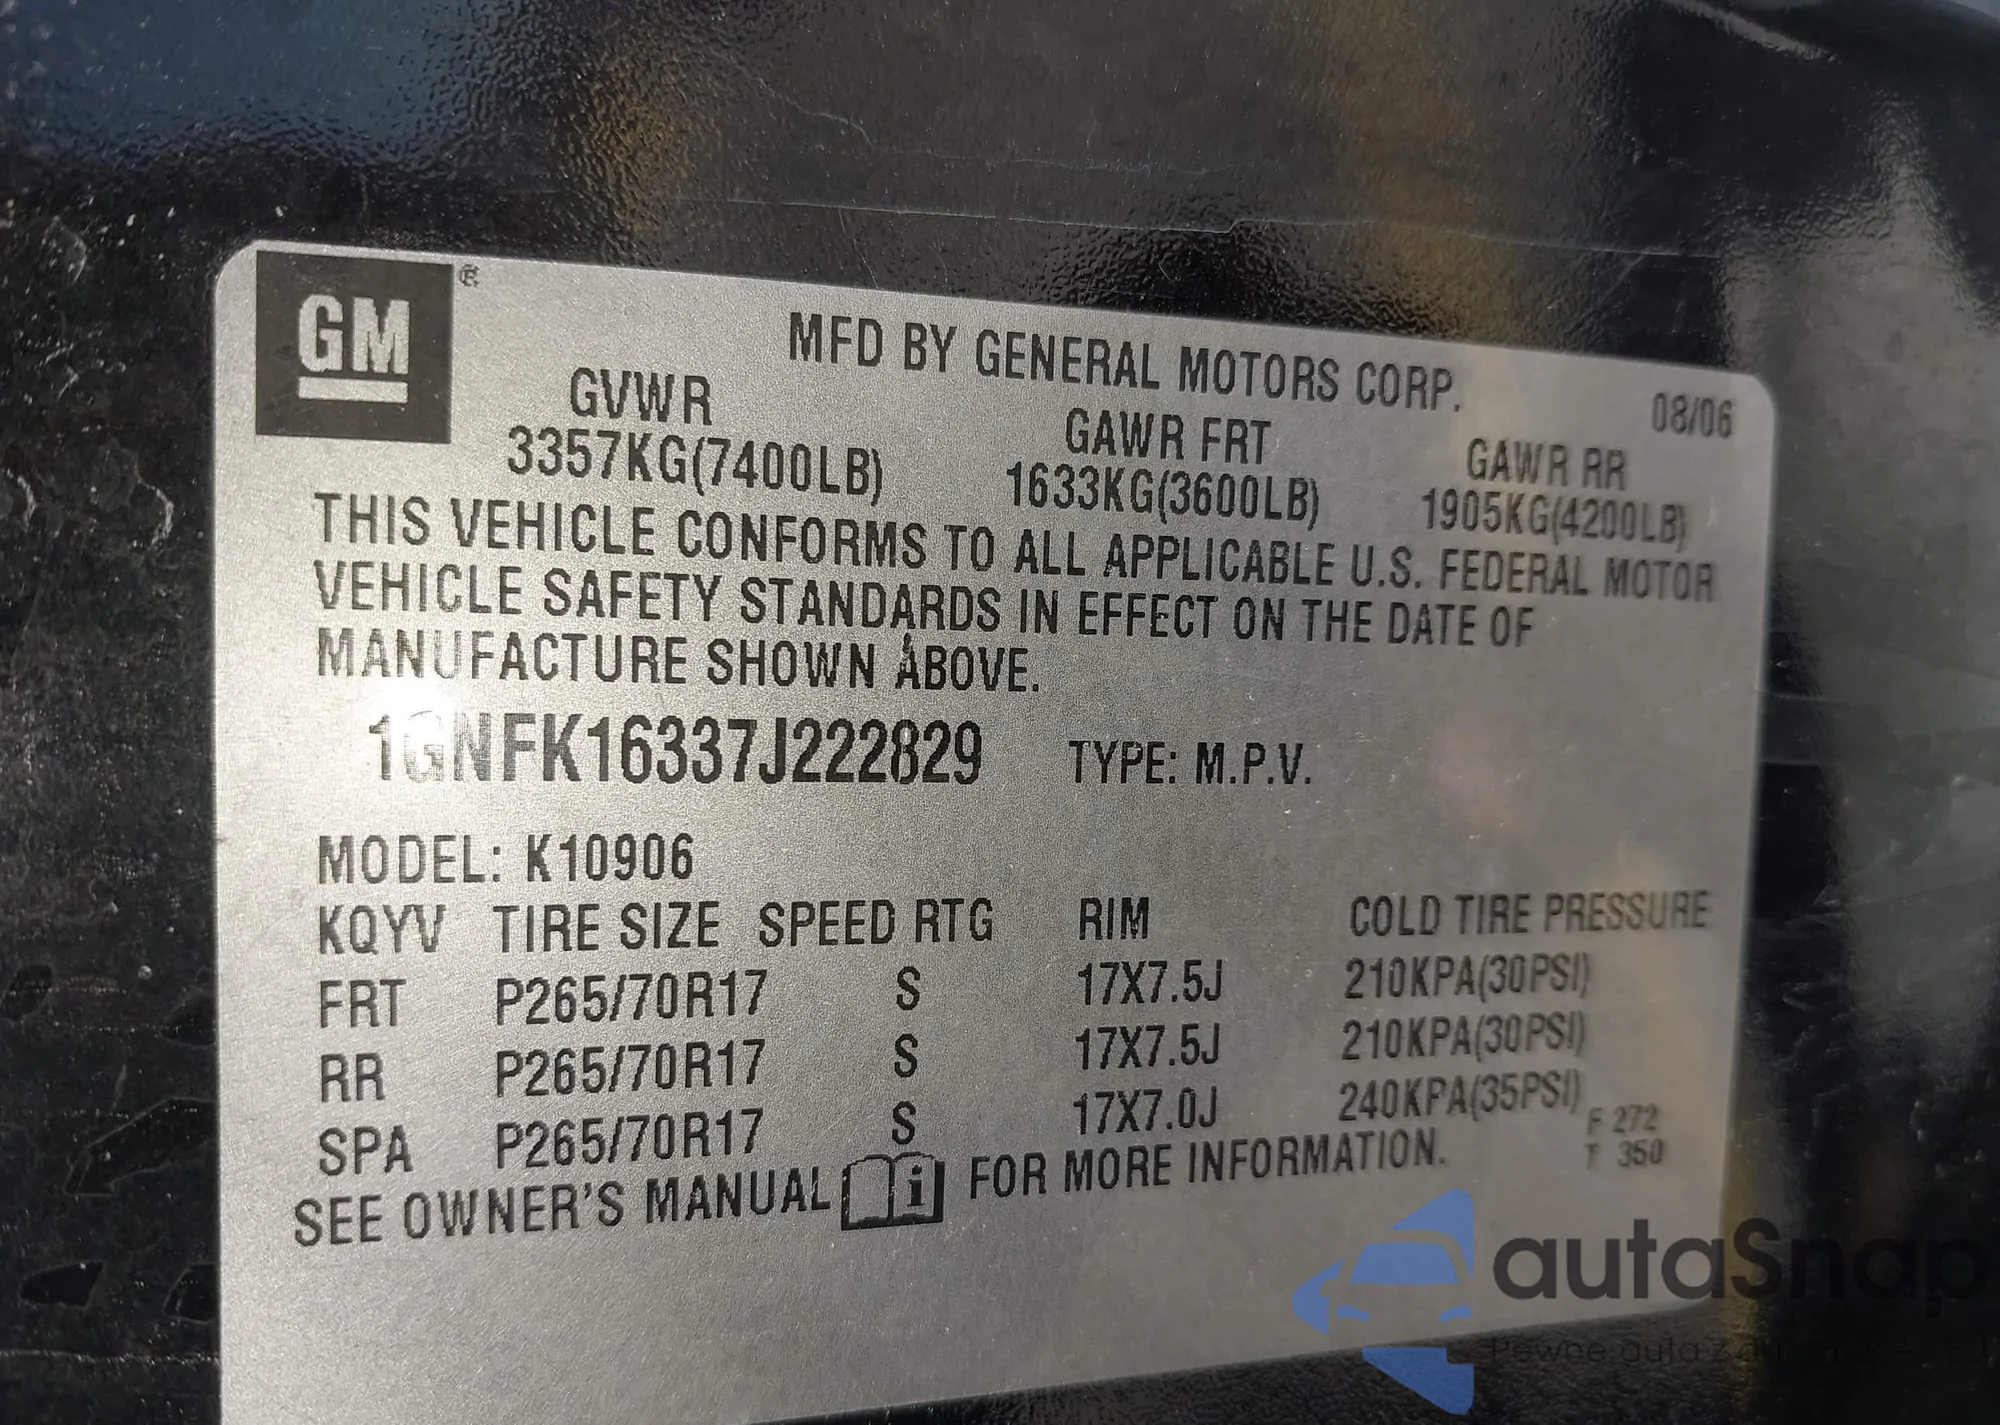 GM ®
MFD BY GENERAL MOTORS CORP.
08/06
GVWR GAWR FRT GAWR RR
3357KG(7400LB) 1633KG(3600LB) 1905KG(4200LB)
THIS VEHICLE CONFORMS TO ALL APPLICABLE U.S. FEDERAL MOTOR
VEHICLE SAFETY STANDARDS IN EFFECT ON THE DATE OF
MANUFACTURE SHOWN ABOVE.
1GNFK16337J222829 TYPE: M.P.V.
MODEL: K10906
KQYV TIRE SIZE SPEED RTG RIM COLD TIRE PRESSURE
FRT P265/70R17 S 17X7.5J 210KPA(30PSI)
RR P265/70R17 S 17X7.5J 210KPA(30PSI)
SPA P265/70R17 S 17X7.0J 240KPA(35PSI)
F 272
T 350
SEE OWNER'S MANUAL i FOR MORE INFORMATION.
autaSnap
Pewne auta z